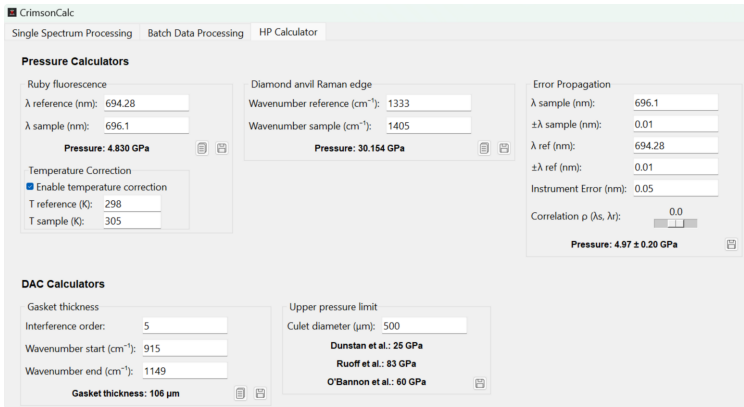 CrimsonCalc
Single Spectrum Processing Batch Data Processing HP Calculator
Pressure Calculators
Ruby fluorescence
λ reference (nm): 694.28
λ sample (nm): 696.1
Pressure: 4.830 GPa
Temperature Correction
Enable temperature correction
T reference (K): 298
T sample (K): 305
Diamond anvil Raman edge
Wavenumber reference (cm⁻¹): 1333
Wavenumber sample (cm⁻¹): 1405
Pressure: 30.154 GPa
Error Propagation
λ sample (nm): 696.1
±λ sample (nm): 0.01
λ ref (nm): 694.28
±λ ref (nm): 0.01
Instrument Error (nm): 0.05
Correlation ρ (λs, λr): 0.0
Pressure: 4.97 ± 0.20 GPa
DAC Calculators
Gasket thickness
Interference order: 5
Wavenumber start (cm⁻¹): 915
Wavenumber end (cm⁻¹): 1149
Gasket thickness: 106 µm
Upper pressure limit
Culet diameter (µm): 500
Dunstan et al.: 25 GPa
Ruoff et al.: 83 GPa
O'Bannon et al.: 60 GPa